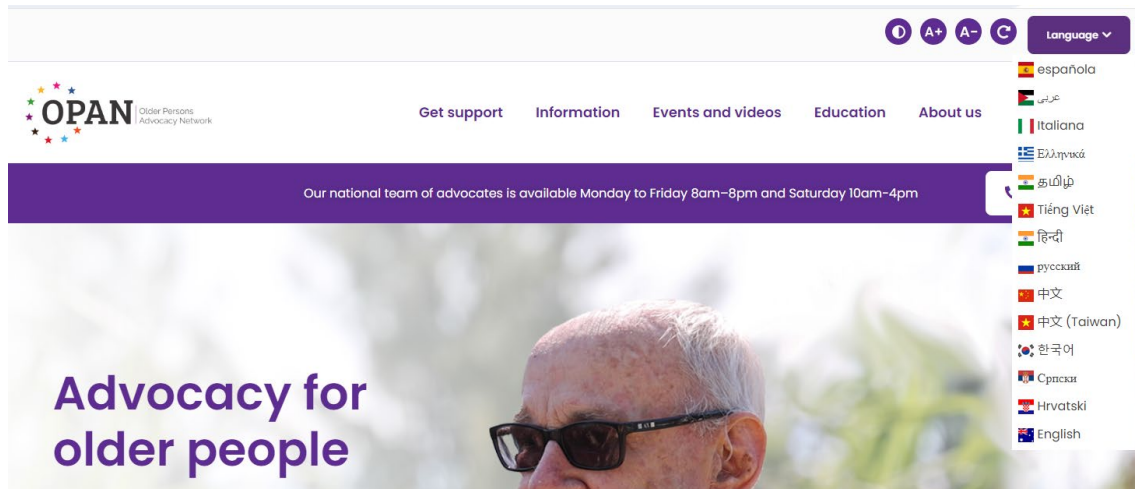 A+ A- Language
OPAN Older Persons
Advocacy Network
Get support Information Events and videos Education About us
Our national team of advocates is available Monday to Friday 8am–8pm and Saturday 10am-4pm
Advocacy for
older people
española
عربى
Italiana
Ελληνικά
தமிழ்
Tiếng Việt
हिन्दी
русский
中文
中文 (Taiwan)
한국어
Српски
Hrvatski
English